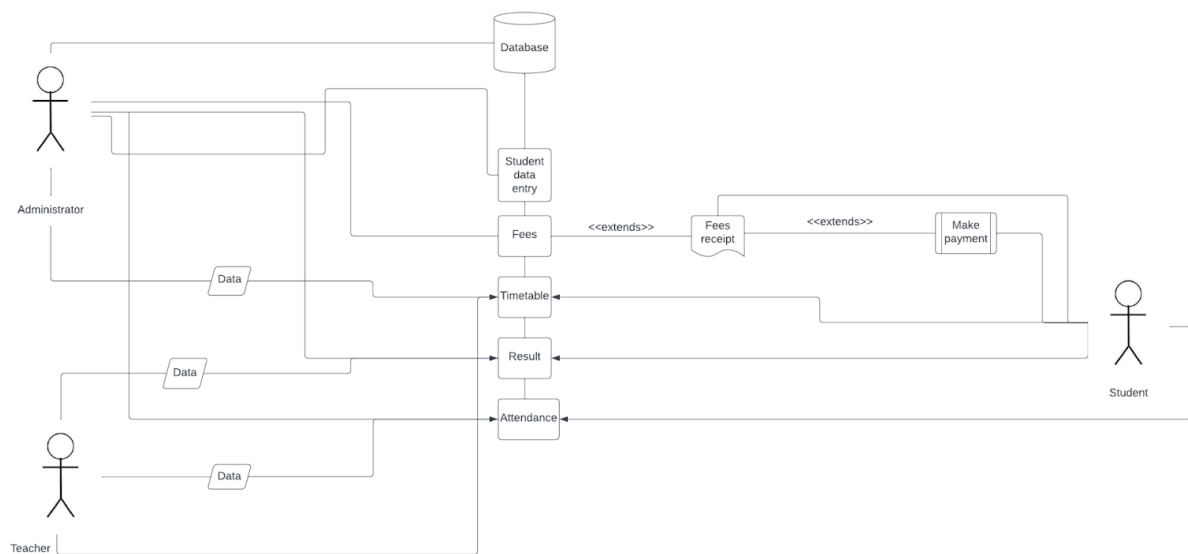 Database
Student
data
entry
Administrator
Fees
<<extends>>
Fees
receipt
<<extends>>
Make
payment
Data
Timetable
Result
Data
Student
Attendance
Data
Teacher